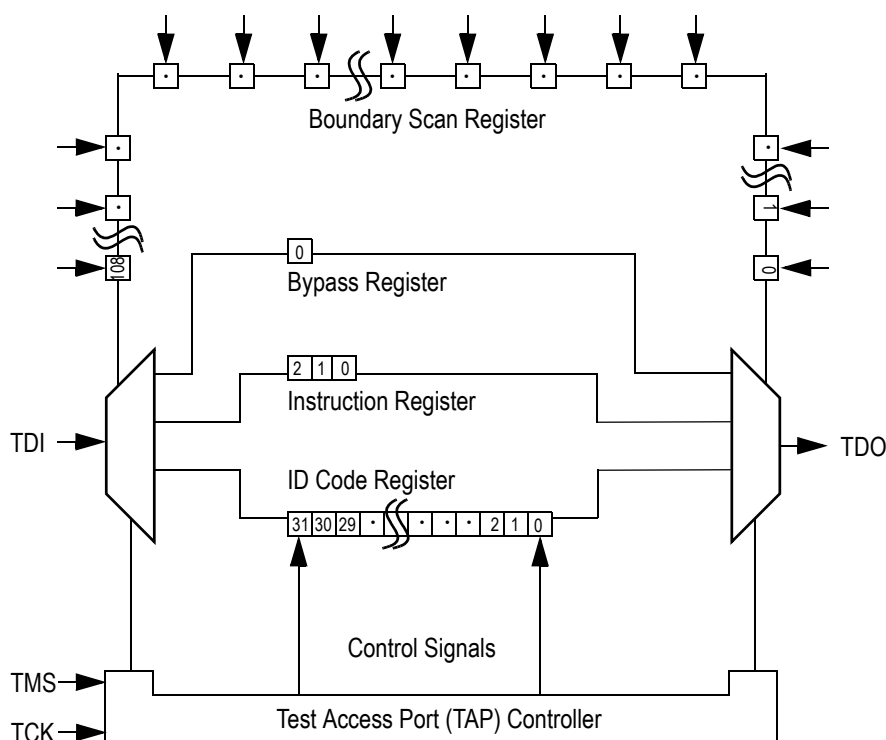 Boundary Scan Register
1
108
0
0
Bypass Register
2 1 0
Instruction Register
TDI
TDO
ID Code Register
31 30 29 · · · · 2 1 0
Control Signals
TMS
Test Access Port (TAP) Controller
TCK